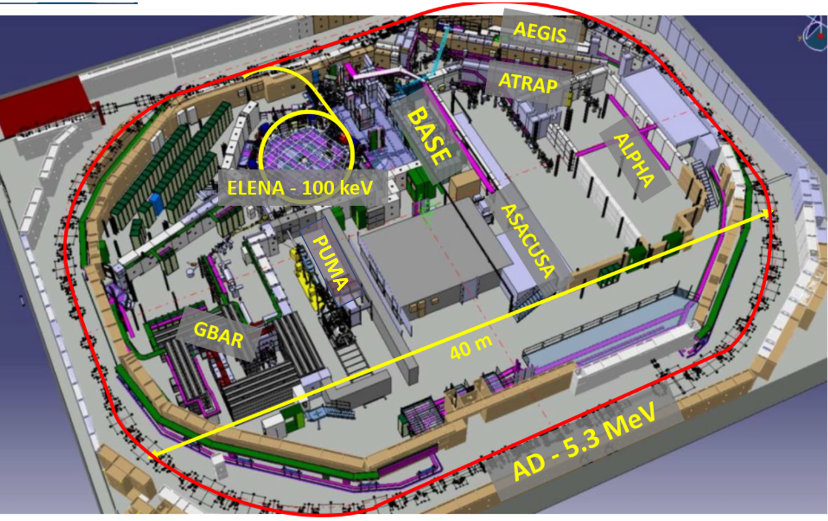 AEGIS
ATRAP
BASE
ALPHA
ELENA - 100 keV
ASACUSA
PUMA
GBAR
40 m
AD - 5.3 MeV